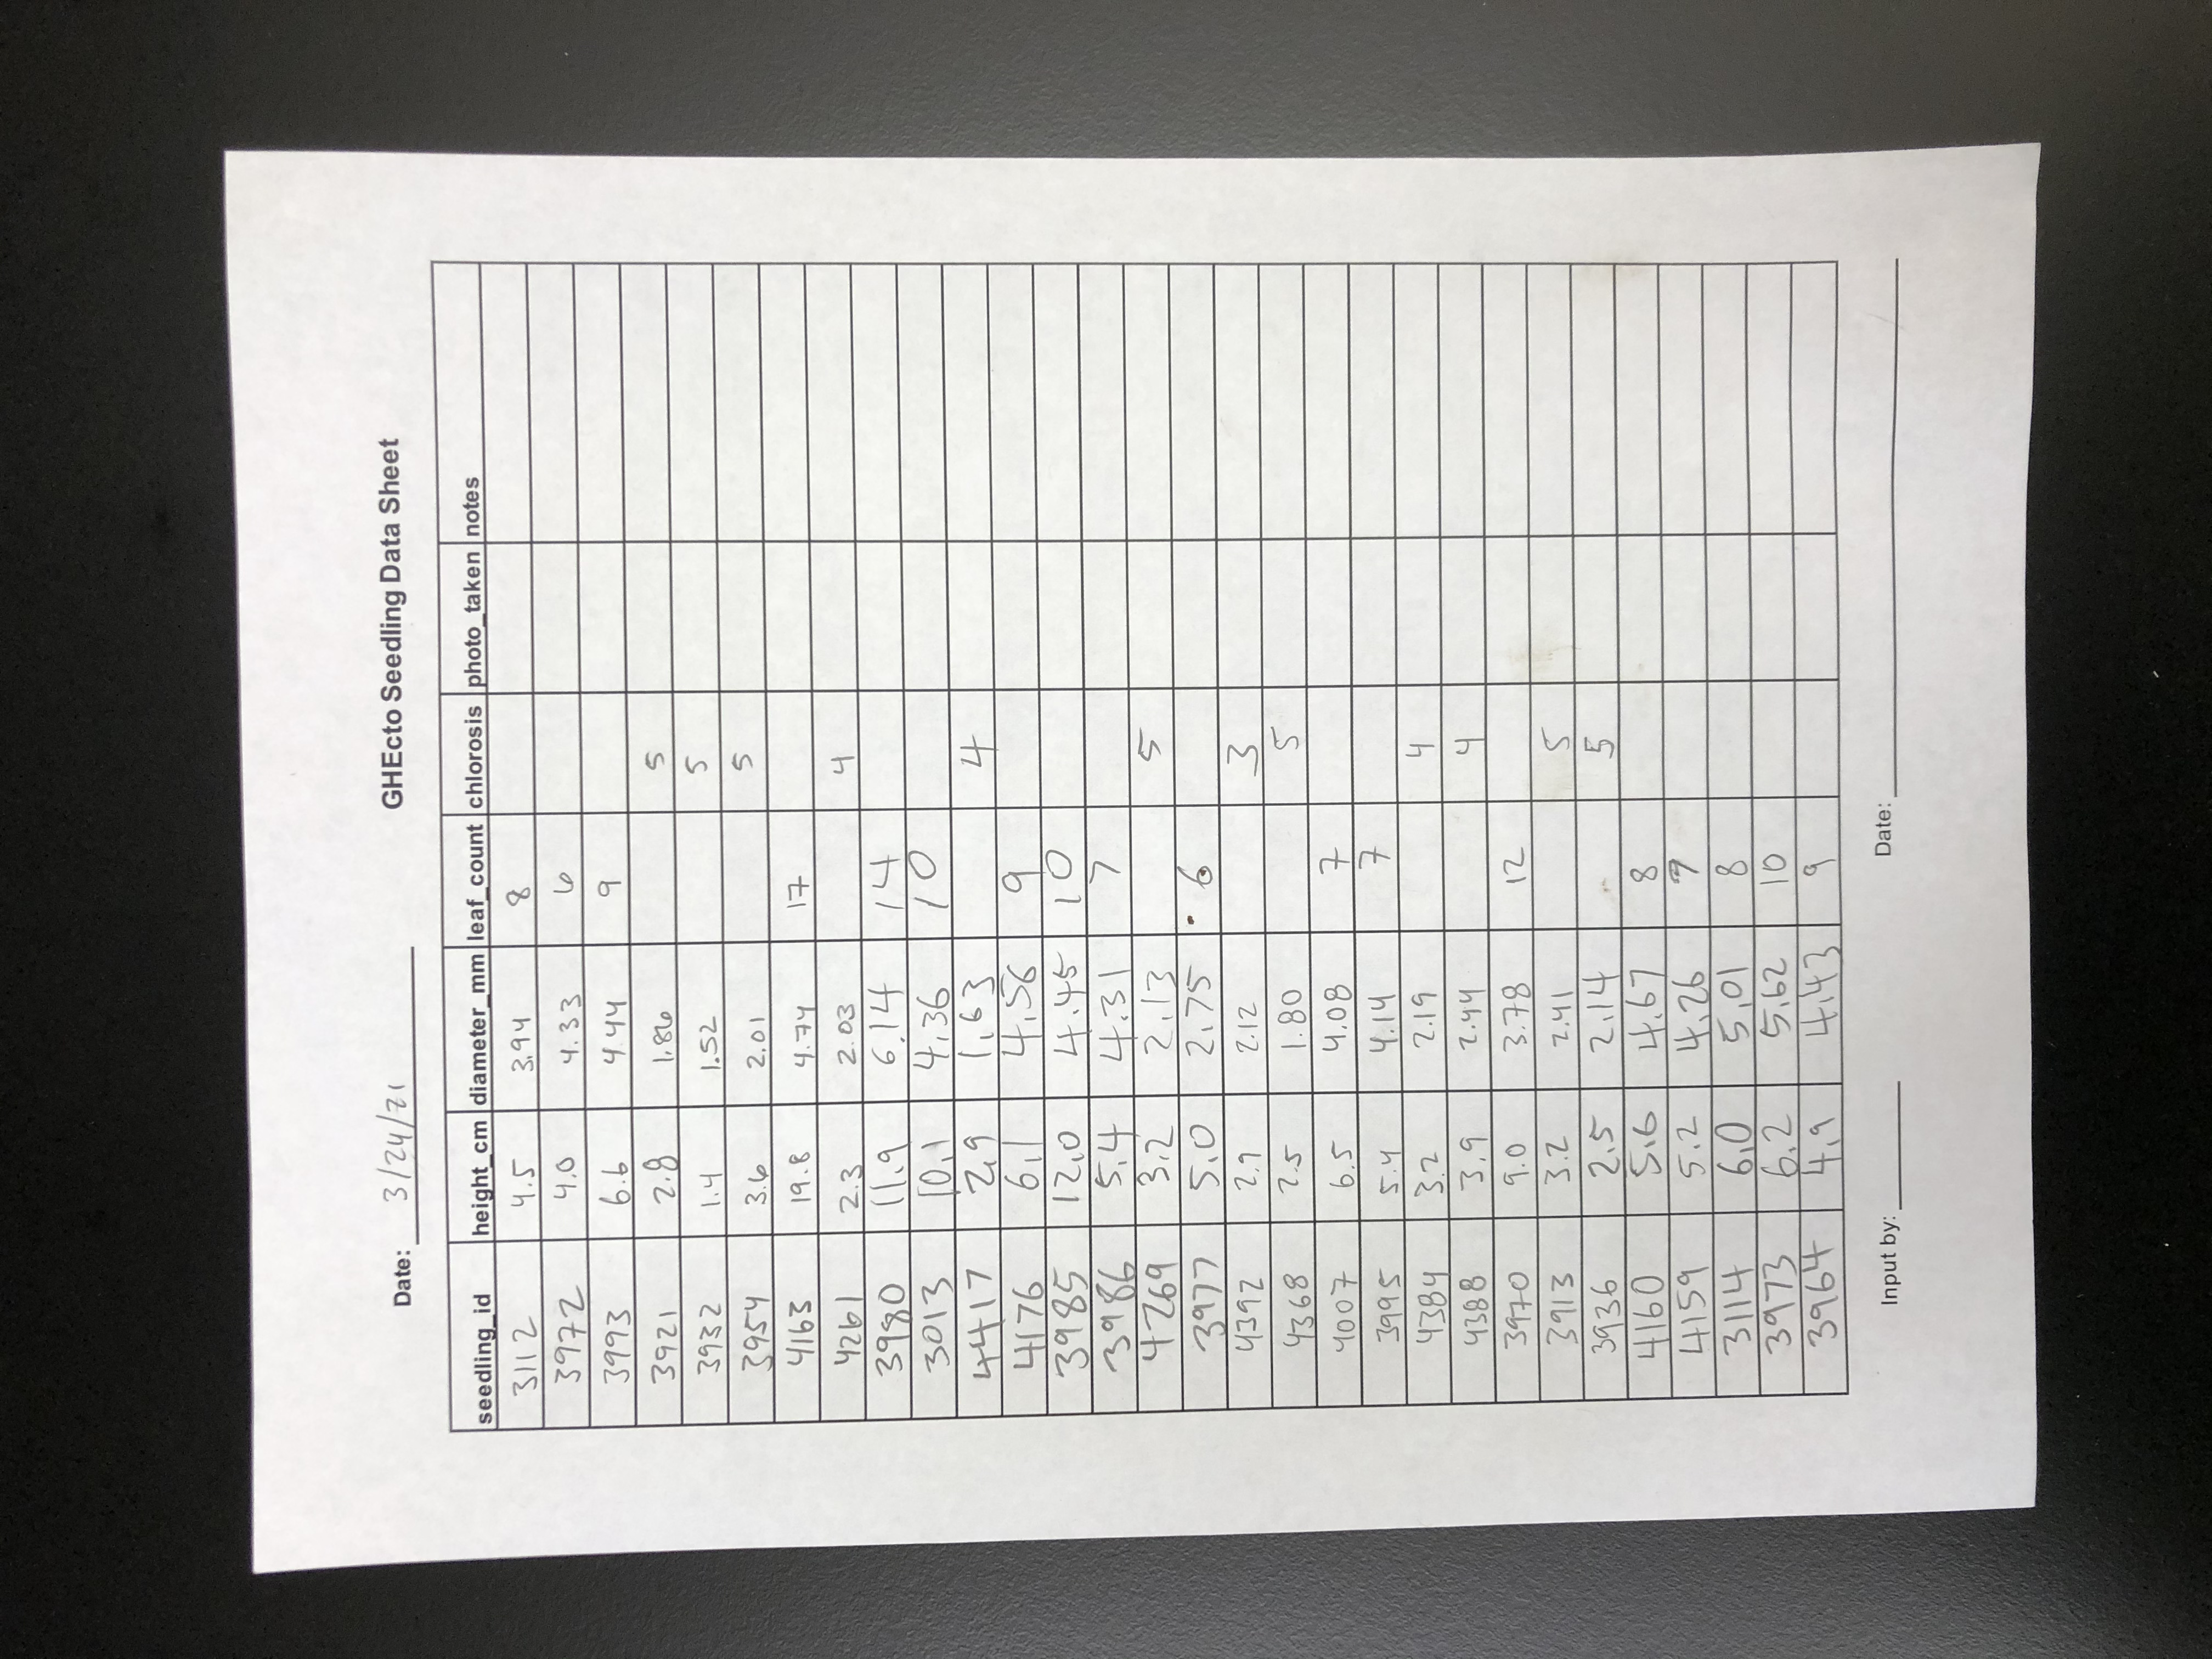 Date: 3/24/21 GHEcto Seedling Data Sheet
seedling_id height_cm diameter_mm leaf_count chlorosis photo_taken notes
3112 4.5 3.94 8
3972 4.0 4.33 6
3993 6.6 4.44 9
3921 2.8 1.86 5
3932 1.4 1.52 5
3954 3.6 2.01 5
4163 19.8 4.74 17
4261 2.3 2.03 4
3980 11.9 6.14 14
3013 10.1 4.36 10
4417 2.9 1.63 4
4176 6.1 4.56 9
3985 12.0 4.45 10
3986 5.4 4.31 7
4269 3.2 2.13 5
3977 5.0 2.75 6
4392 2.9 2.12 3
4368 2.5 1.80 5
4007 6.5 4.08 7
3995 5.4 4.14 7
4384 3.2 2.19 4
4388 3.9 2.44 4
3970 9.0 3.78 12
3913 3.2 2.41 5
3936 2.5 2.14 5
4160 5.6 4.67 8
4159 5.2 4.26
3114 6.0 5.01 8
3973 6.2 5.62 10
3964 4.9 4.43 9
Input by: Date: